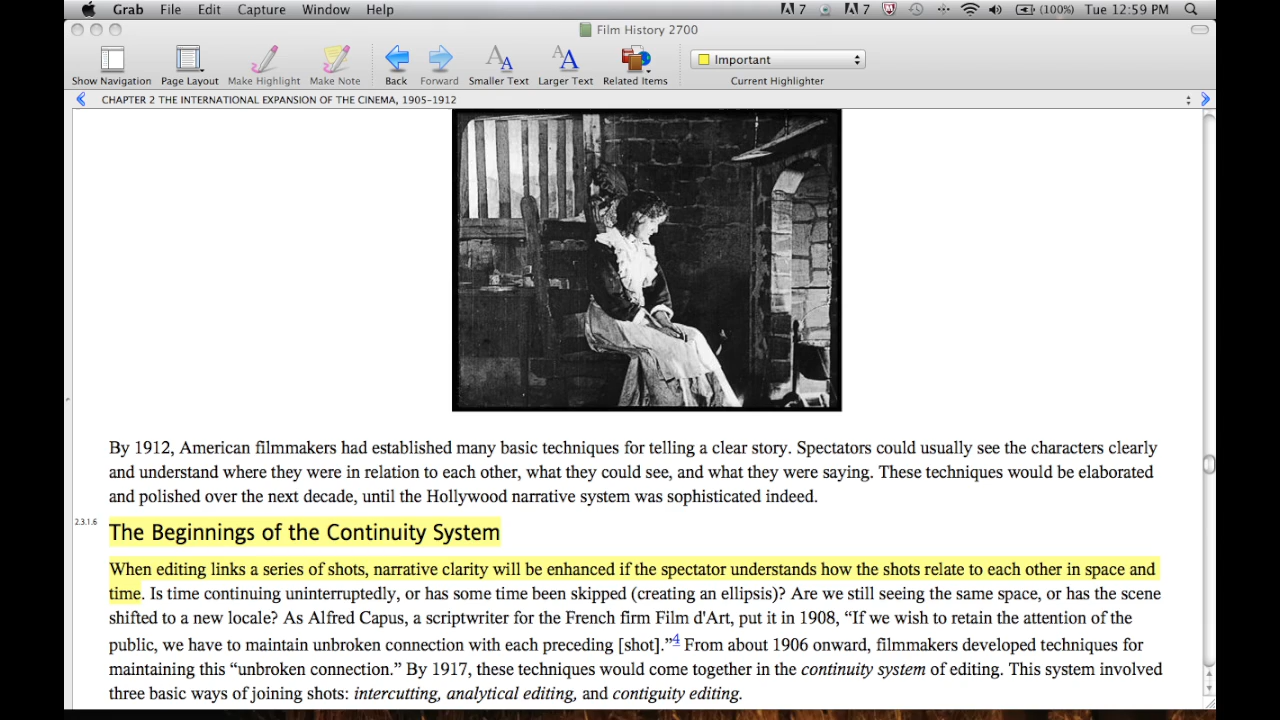 Grab File Edit Capture Window Help 7 7 (100%) Tue 12:59 PM
Film History 2700
Important
Show Navigation Page Layout Make Highlight Make Note Back Forward Smaller Text Larger Text Related Items Current Highlighter
CHAPTER 2 THE INTERNATIONAL EXPANSION OF THE CINEMA, 1905-1912
By 1912, American filmmakers had established many basic techniques for telling a clear story. Spectators could usually see the characters clearly
and understand where they were in relation to each other, what they could see, and what they were saying. These techniques would be elaborated
and polished over the next decade, until the Hollywood narrative system was sophisticated indeed.
2.3.1.6
The Beginnings of the Continuity System
When editing links a series of shots, narrative clarity will be enhanced if the spectator understands how the shots relate to each other in space and
time. Is time continuing uninterruptedly, or has some time been skipped (creating an ellipsis)? Are we still seeing the same space, or has the scene
shifted to a new locale? As Alfred Capus, a scriptwriter for the French firm Film d'Art, put it in 1908, “If we wish to retain the attention of the
public, we have to maintain unbroken connection with each preceding [shot].”4 From about 1906 onward, filmmakers developed techniques for
maintaining this “unbroken connection.” By 1917, these techniques would come together in the continuity system of editing. This system involved
three basic ways of joining shots: intercutting, analytical editing, and contiguity editing.